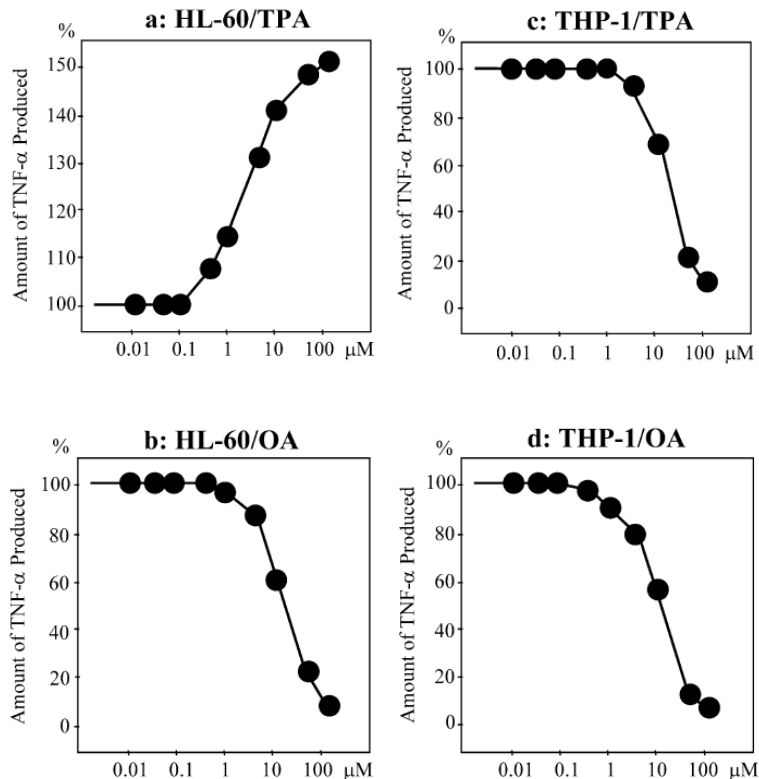 a: HL-60/TPA
%
150
140
130
120
110
100
Amount of TNF-α Produced
0.01 0.1 1 10 100 μM
c: THP-1/TPA
%
100
80
60
40
20
0
Amount of TNF-α Produced
0.01 0.1 1 10 100 μM
b: HL-60/OA
%
100
80
60
40
20
0
Amount of TNF-α Produced
0.01 0.1 1 10 100 μM
d: THP-1/OA
%
100
80
60
40
20
0
Amount of TNF-α Produced
0.01 0.1 1 10 100 μM